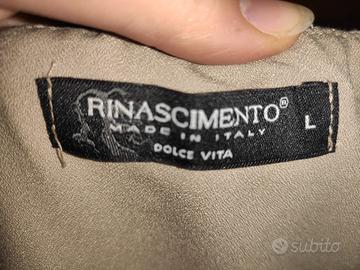 RINASCIMENTO®
MADE IN ITALY
DOLCE VITA
L
subito